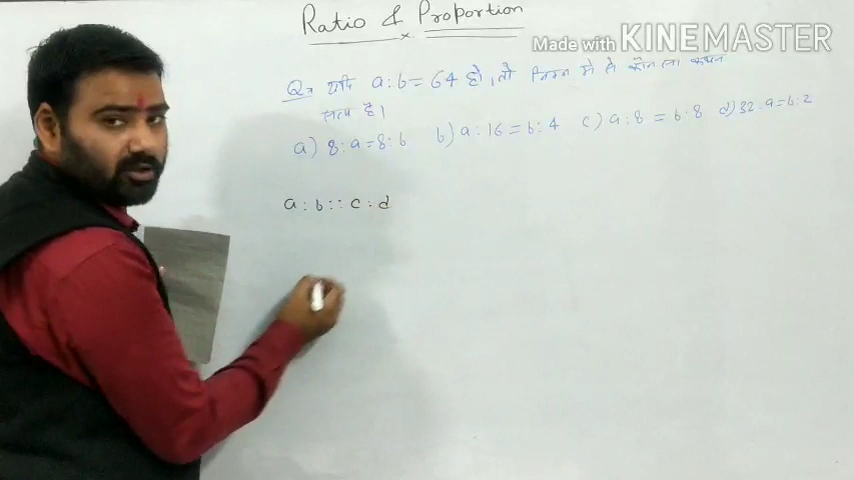 Ratio & Proportion
Made with KINEMASTER
Q→ यदि a:b = 64 हो, तो निम्न में से कौन सा कथन
सत्य है।
a) 8:a = 8:b b) a:16 = b:4 c) a:8 = b:8 d) 32:a = b:2
a:b::c:d